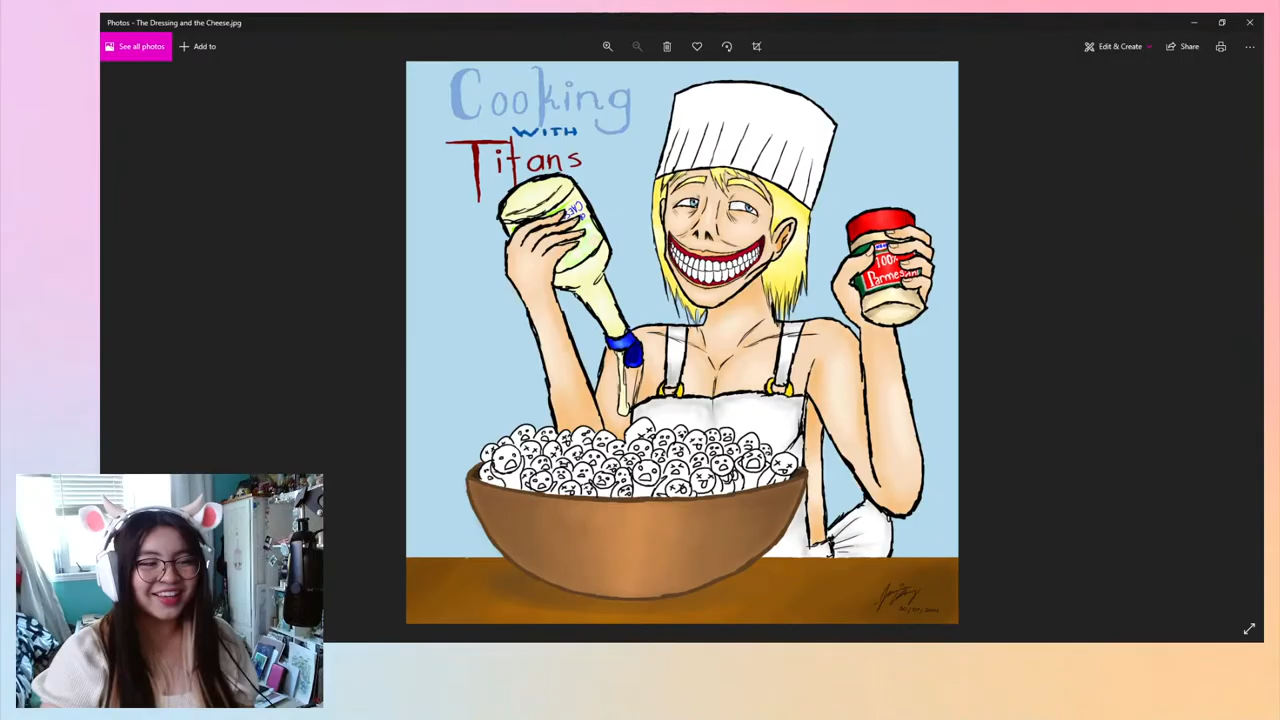 Photos - The Dressing and the Cheese.jpg
See all photos
Add to
Edit & Create
Share
Cooking
WITH
Titans
100%
Parmesan